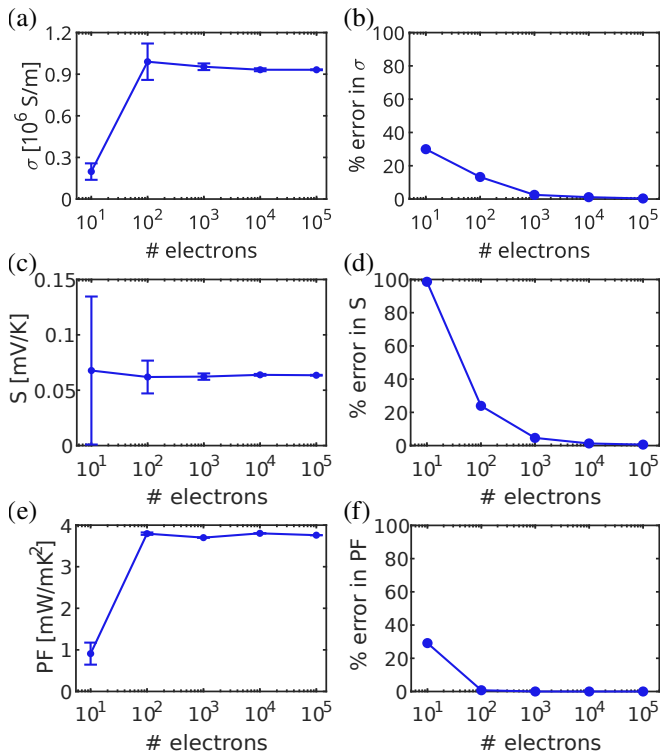 (a)
1.2
0.9
0.6
0.3
0
σ [10^6 S/m]
10^1 10^2 10^3 10^4 10^5
# electrons
(b)
100
80
60
40
20
0
% error in σ
10^1 10^2 10^3 10^4 10^5
# electrons
(c)
0.15
0.1
0.05
0
S [mV/K]
10^1 10^2 10^3 10^4 10^5
# electrons
(d)
100
80
60
40
20
0
% error in S
10^1 10^2 10^3 10^4 10^5
# electrons
(e)
4
3
2
1
0
PF [mW/mK^2]
10^1 10^2 10^3 10^4 10^5
# electrons
(f)
100
80
60
40
20
0
% error in PF
10^1 10^2 10^3 10^4 10^5
# electrons